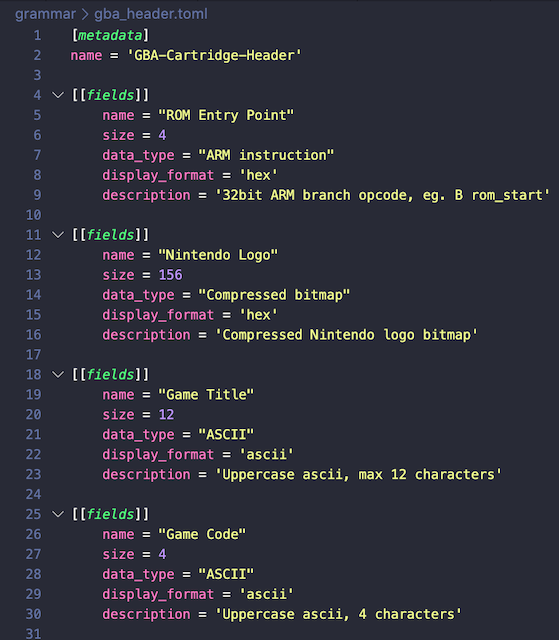 grammar > gba_header.toml
1 [metadata]
2 name = 'GBA-Cartridge-Header'
3
4 [[fields]]
5 name = "ROM Entry Point"
6 size = 4
7 data_type = "ARM instruction"
8 display_format = 'hex'
9 description = '32bit ARM branch opcode, eg. B rom_start'
10
11 [[fields]]
12 name = "Nintendo Logo"
13 size = 156
14 data_type = "Compressed bitmap"
15 display_format = 'hex'
16 description = 'Compressed Nintendo logo bitmap'
17
18 [[fields]]
19 name = "Game Title"
20 size = 12
21 data_type = "ASCII"
22 display_format = 'ascii'
23 description = 'Uppercase ascii, max 12 characters'
24
25 [[fields]]
26 name = "Game Code"
27 size = 4
28 data_type = "ASCII"
29 display_format = 'ascii'
30 description = 'Uppercase ascii, 4 characters'
31